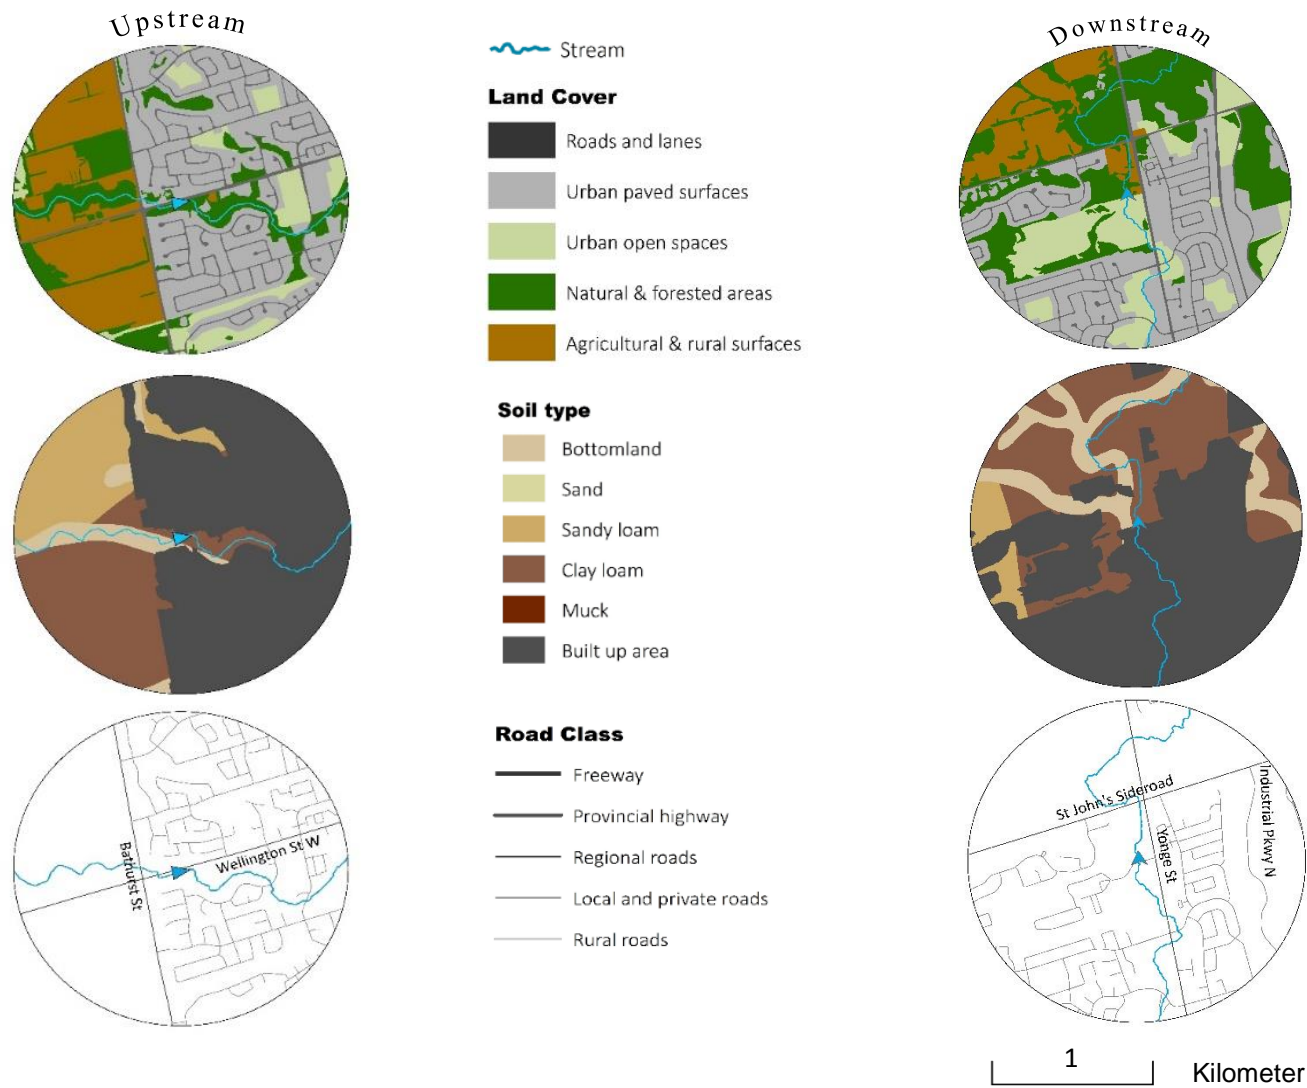 Upstream
Downstream
Stream
Land Cover
Roads and lanes
Urban paved surfaces
Urban open spaces
Natural & forested areas
Agricultural & rural surfaces
Soil type
Bottomland
Sand
Sandy loam
Clay loam
Muck
Built up area
Road Class
Freeway
Provincial highway
Regional roads
Local and private roads
Rural roads
Bathurst St
Wellington St W
St John's Sideroad
Yonge St
Industrial Pkwy N
1
Kilometer